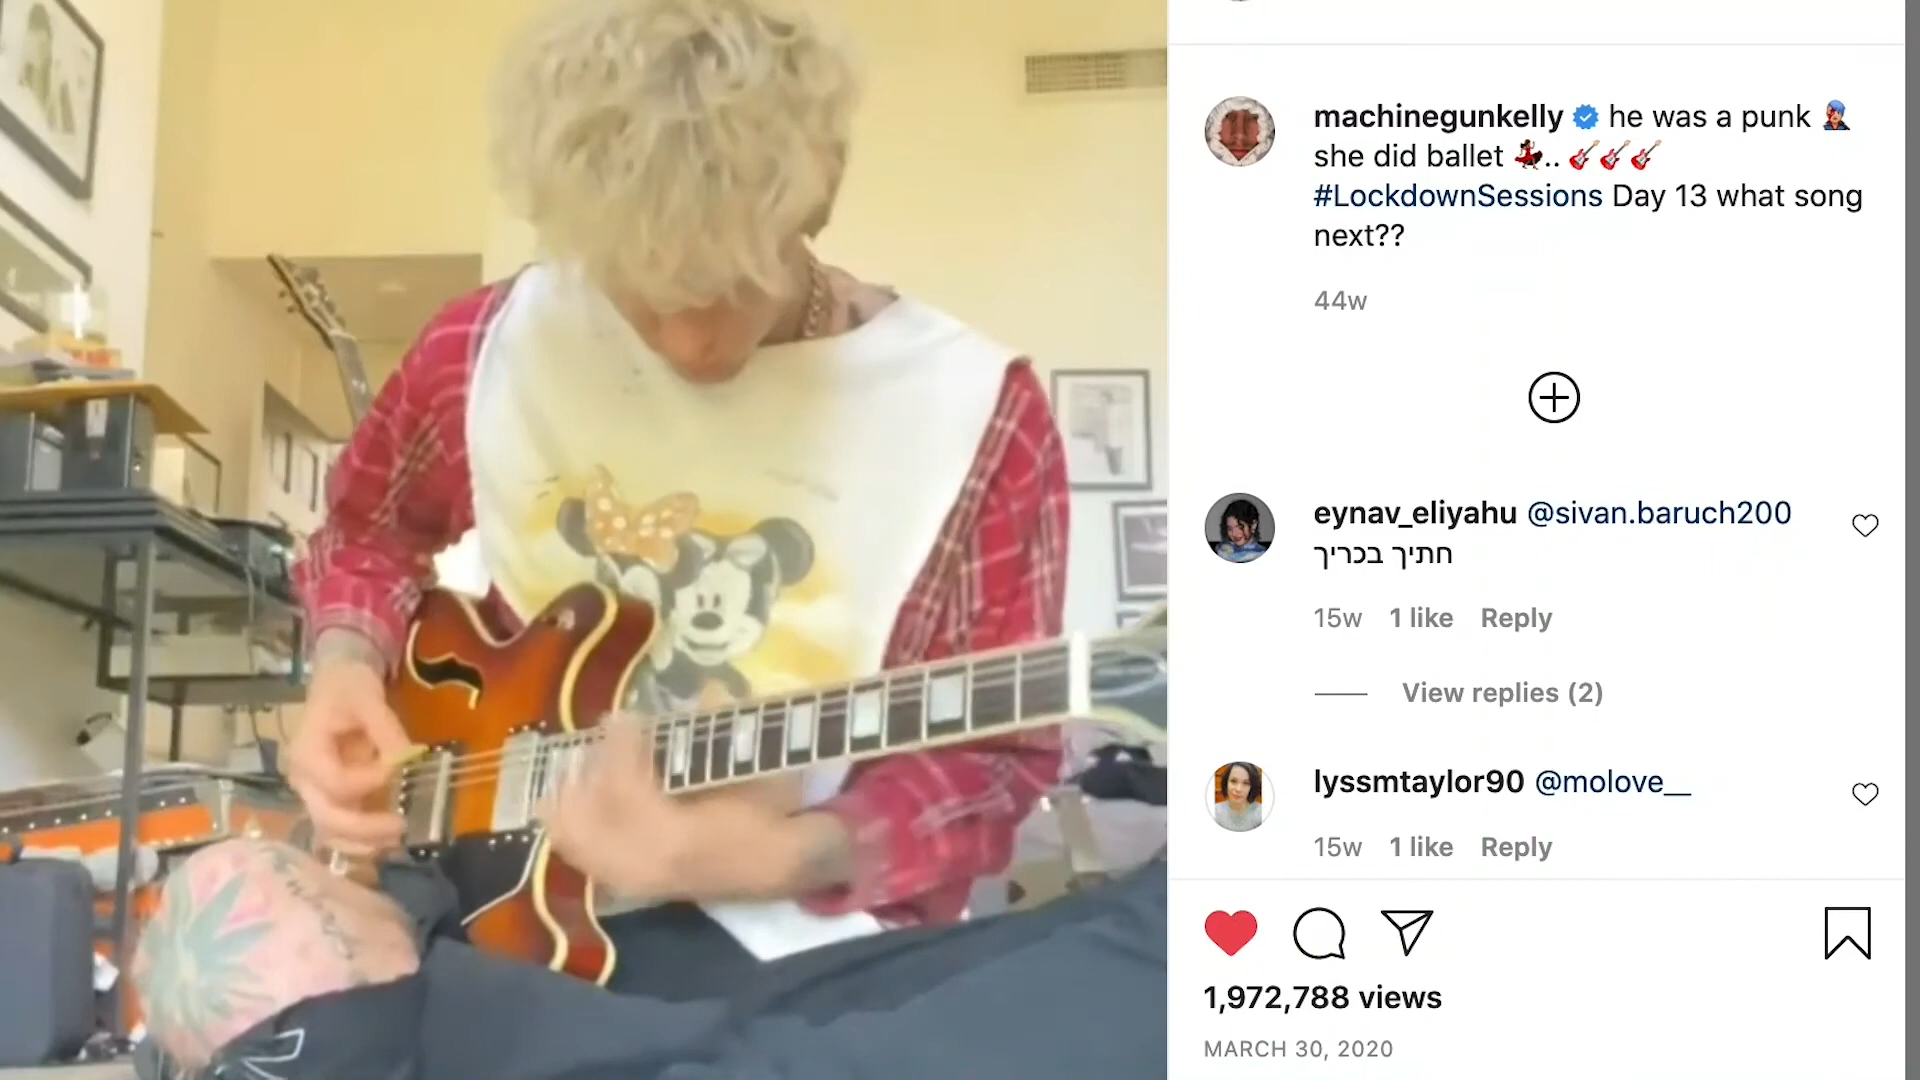 machinegunkelly he was a punk 👨‍🎤
she did ballet 💃.. 🎸🎸🎸
#LockdownSessions Day 13 what song
next??
44w
eynav_eliyahu @sivan.baruch200
חתיך בכריך
15w 1 like Reply
View replies (2)
lyssmtaylor90 @molove__
15w 1 like Reply
1,972,788 views
MARCH 30, 2020